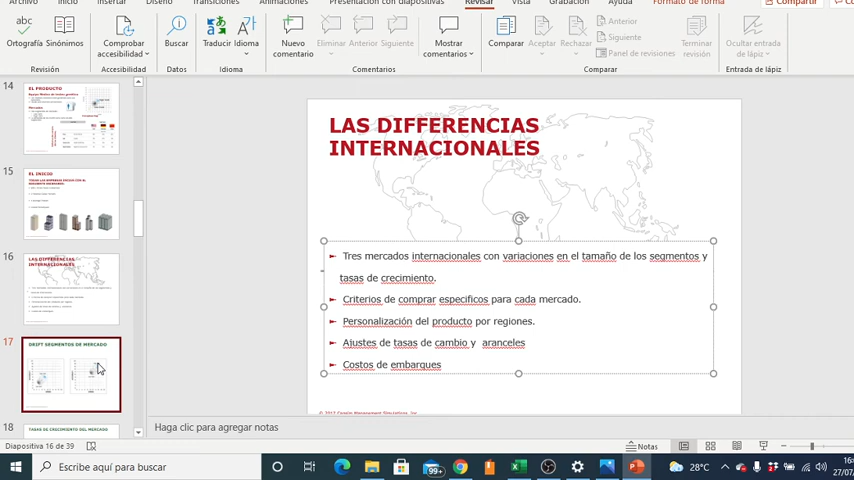 Archivo Inicio Insertar Diseño Transiciones Animaciones Presentación con diapositivas Revisar Vista Grabación Ayuda Formato de forma Compartir
abc
Ortografía Sinónimos
Comprobar
accesibilidad
Buscar
Traducir Idioma
Nuevo
comentario
Eliminar Anterior Siguiente
Mostrar
comentarios
Comparar
Aceptar Rechazar
Anterior
Siguiente
Panel de revisiones
Terminar
revisión
Ocultar entrada
de lápiz
Revisión Accesibilidad Datos Idioma Comentarios Comparar Entrada de lápiz
14
EL PRODUCTO
15
EL INICIO
16
LAS DIFFERENCIAS
INTERNACIONALES
17
DRIFT SEGMENTOS DE MERCADO
18
TASAS DE CRECIMIENTO DEL MERCADO
LAS DIFFERENCIAS
INTERNACIONALES
Tres mercados internacionales con variaciones en el tamaño de los segmentos y
tasas de crecimiento.
Criterios de comprar especificos para cada mercado.
Personalización del producto por regiones.
Ajustes de tasas de cambio y aranceles
Costos de embarques
Haga clic para agregar notas
Diapositiva 16 de 39
Notas
Escribe aquí para buscar
99+
28°C
27/07/